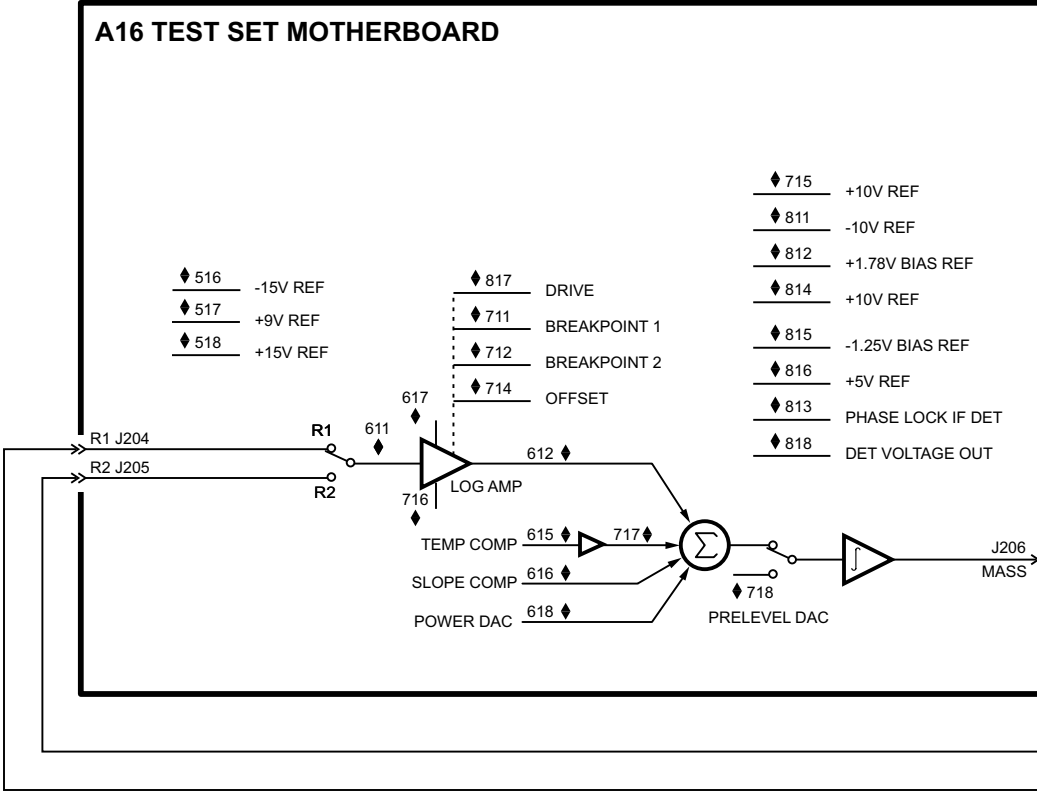 A16 TEST SET MOTHERBOARD
715 +10V REF
811 -10V REF
812 +1.78V BIAS REF
814 +10V REF
815 -1.25V BIAS REF
816 +5V REF
813 PHASE LOCK IF DET
818 DET VOLTAGE OUT
516 -15V REF
517 +9V REF
518 +15V REF
817 DRIVE
711 BREAKPOINT 1
712 BREAKPOINT 2
714 OFFSET
R1 J204
R2 J205
R1
R2
611
617
716
LOG AMP
612
TEMP COMP 615 717
SLOPE COMP 616
POWER DAC 618
Σ
718
PRELEVEL DAC
∫
J206
MASS